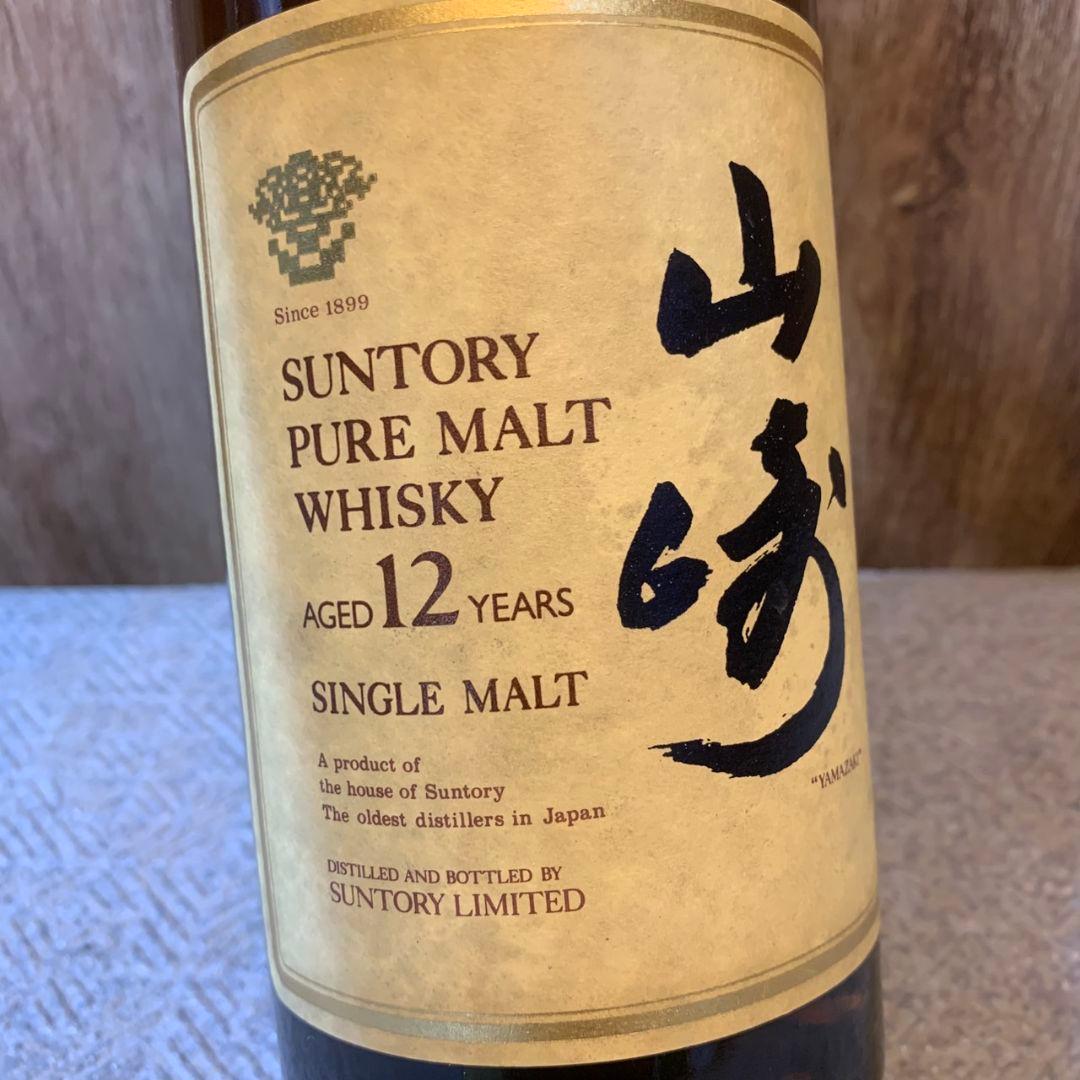 Since 1899
SUNTORY
PURE MALT
WHISKY
AGED 12 YEARS
SINGLE MALT
A product of
the house of Suntory
The oldest distillers in Japan
DISTILLED AND BOTTLED BY
SUNTORY LIMITED
山崎
"YAMAZAKI"